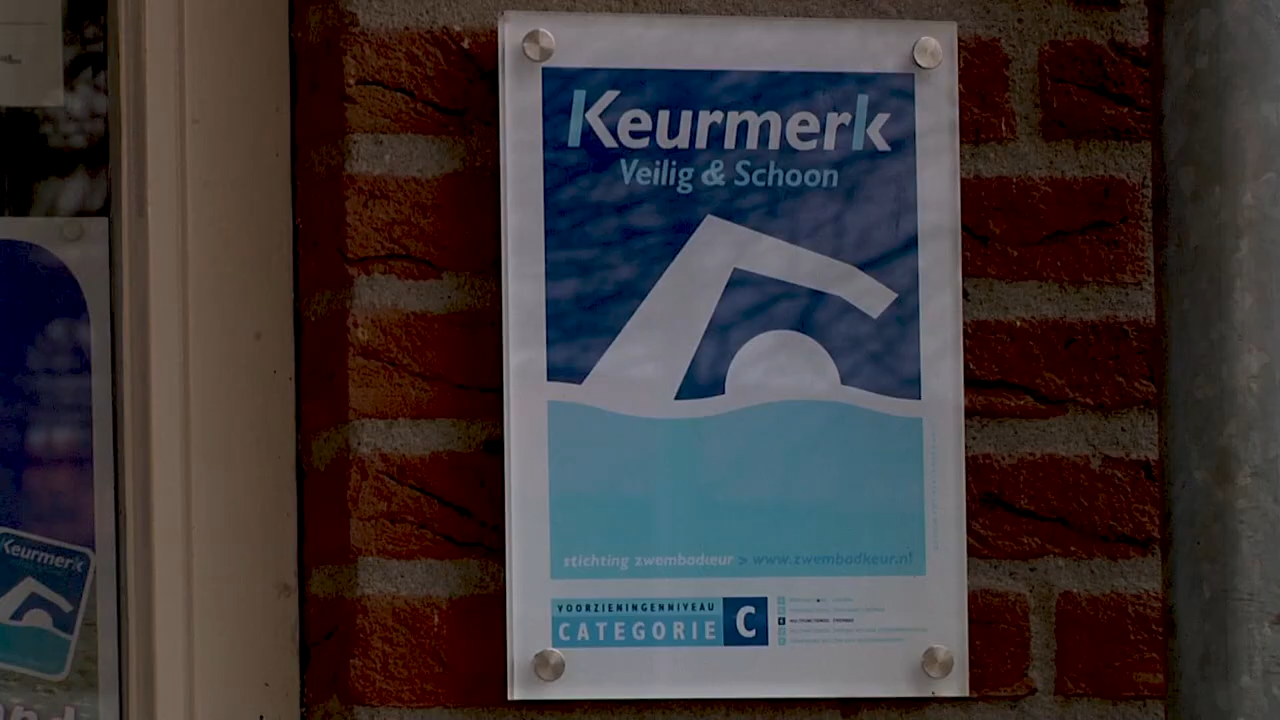 Keurmerk
Veilig & Schoon
stichting zwembadkeur > www.zwembadkeur.nl
VOORZIENINGENNIVEAU
CATEGORIE C
Keurmerk